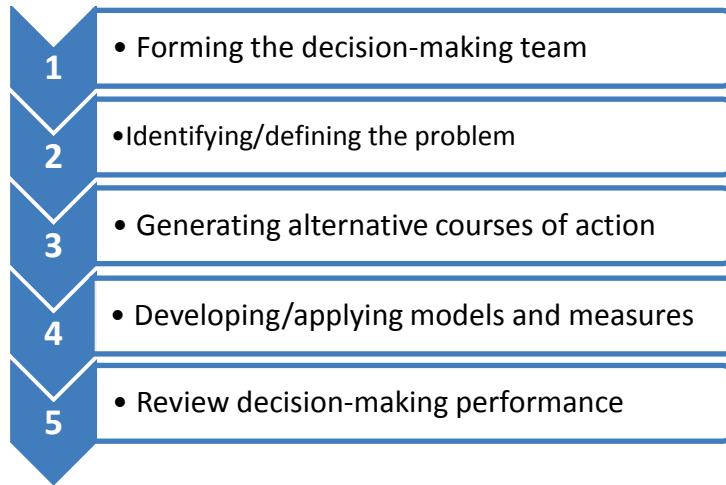 1
• Forming the decision-making team
2
•Identifying/defining the problem
3
• Generating alternative courses of action
4
• Developing/applying models and measures
5
• Review decision-making performance